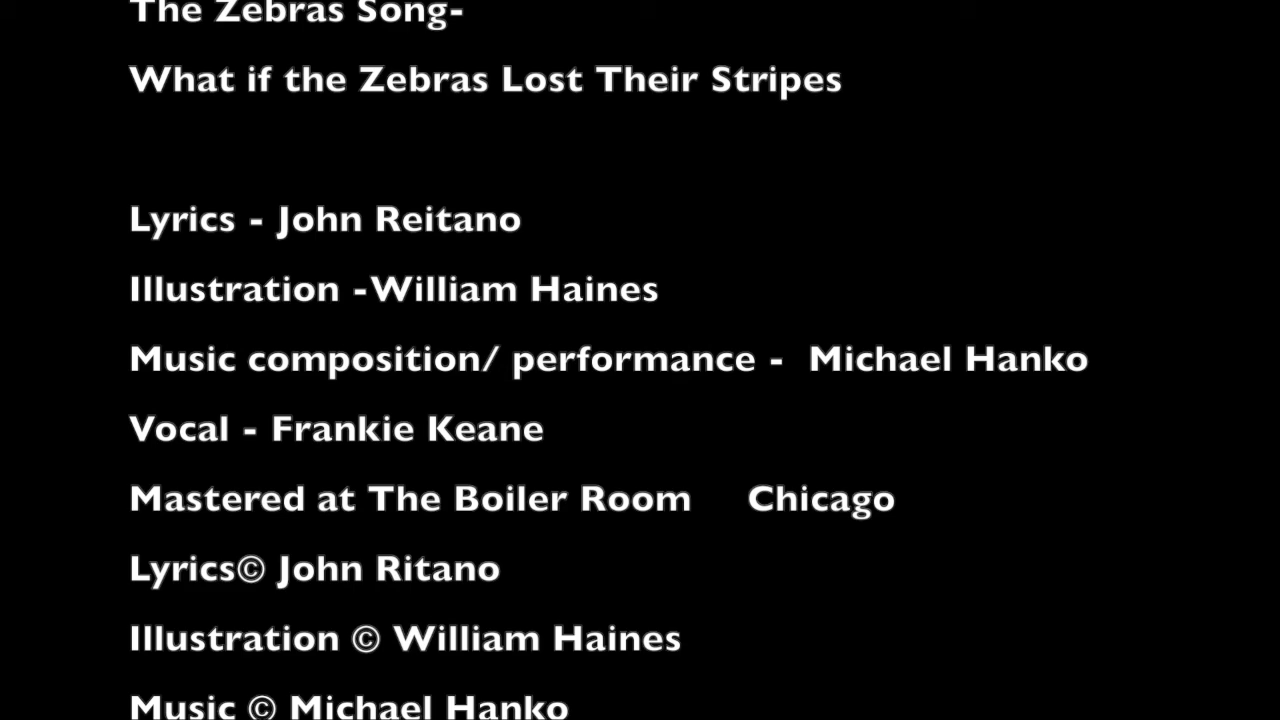 The Zebras Song-
What if the Zebras Lost Their Stripes
Lyrics - John Reitano
Illustration -William Haines
Music composition/ performance - Michael Hanko
Vocal - Frankie Keane
Mastered at The Boiler Room Chicago
Lyrics© John Ritano
Illustration © William Haines
Music © Michael Hanko